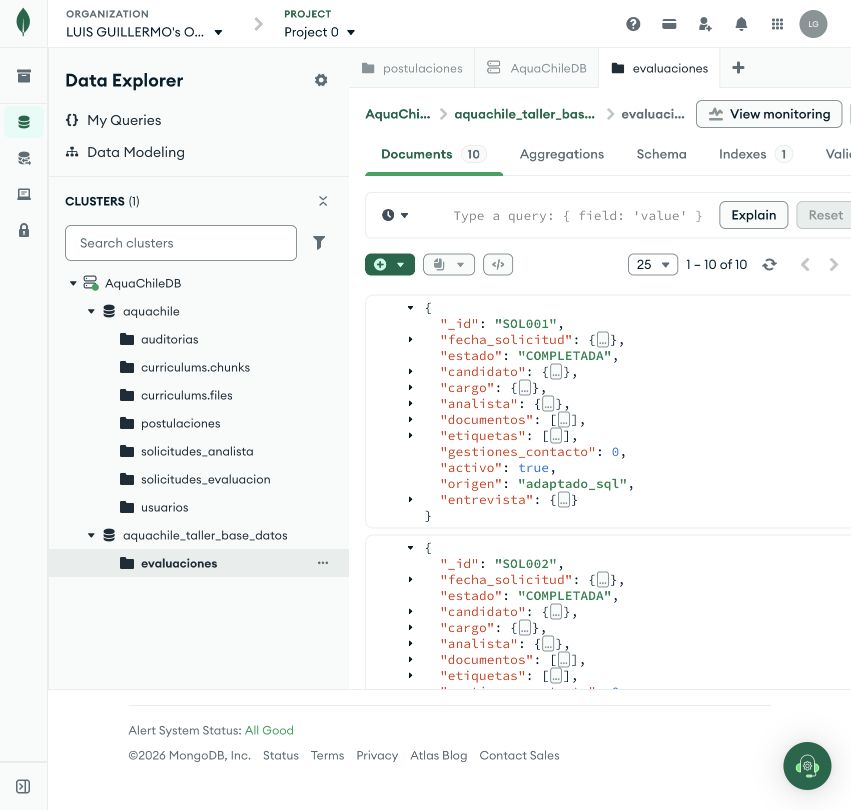 ORGANIZATION
LUIS GUILLERMO's O...
PROJECT
Project 0
LG
Data Explorer
{} My Queries
Data Modeling
CLUSTERS (1)
Search clusters
AquaChileDB
aquachile
auditorias
curriculums.chunks
curriculums.files
postulaciones
solicitudes_analista
solicitudes_evaluacion
usuarios
aquachile_taller_base_datos
evaluaciones ...
postulaciones
AquaChileDB
evaluaciones
AquaChi...
aquachile_taller_bas...
evaluaci...
View monitoring
Documents 10
Aggregations
Schema
Indexes 1
Vali
Type a query: { field: 'value' }
Explain
Reset
</>
25
1 – 10 of 10
{
"_id": "SOL001",
"fecha_solicitud": {...},
"estado": "COMPLETADA",
"candidato": {...},
"cargo": {...},
"analista": {...},
"documentos": [...],
"etiquetas": [...],
"gestiones_contacto": 0,
"activo": true,
"origen": "adaptado_sql",
"entrevista": {...}
}
{
"_id": "SOL002",
"fecha_solicitud": {...},
"estado": "COMPLETADA",
"candidato": {...},
"cargo": {...},
"analista": {...},
"documentos": [...],
"etiquetas": [...],
Alert System Status: All Good
©2026 MongoDB, Inc. Status Terms Privacy Atlas Blog Contact Sales